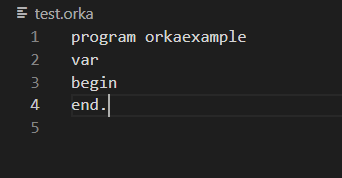 test.orka
1 program orkaexample
2 var
3 begin
4 end.
5